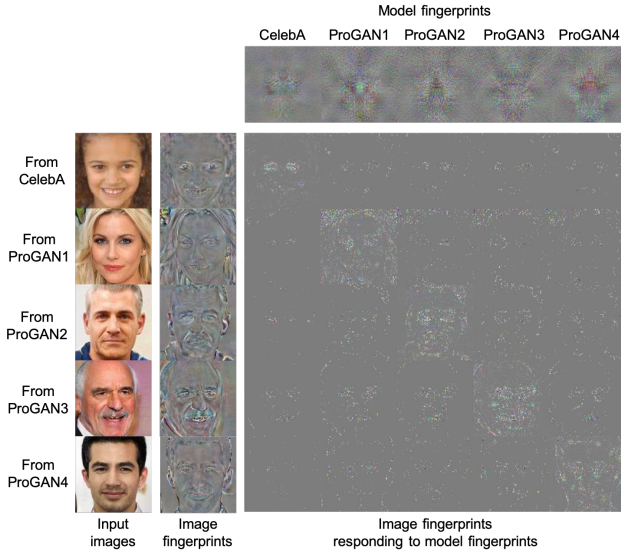 Model fingerprints
CelebA ProGAN1 ProGAN2 ProGAN3 ProGAN4
From
CelebA
From
ProGAN1
From
ProGAN2
From
ProGAN3
From
ProGAN4
Input
images
Image
fingerprints
Image fingerprints
responding to model fingerprints